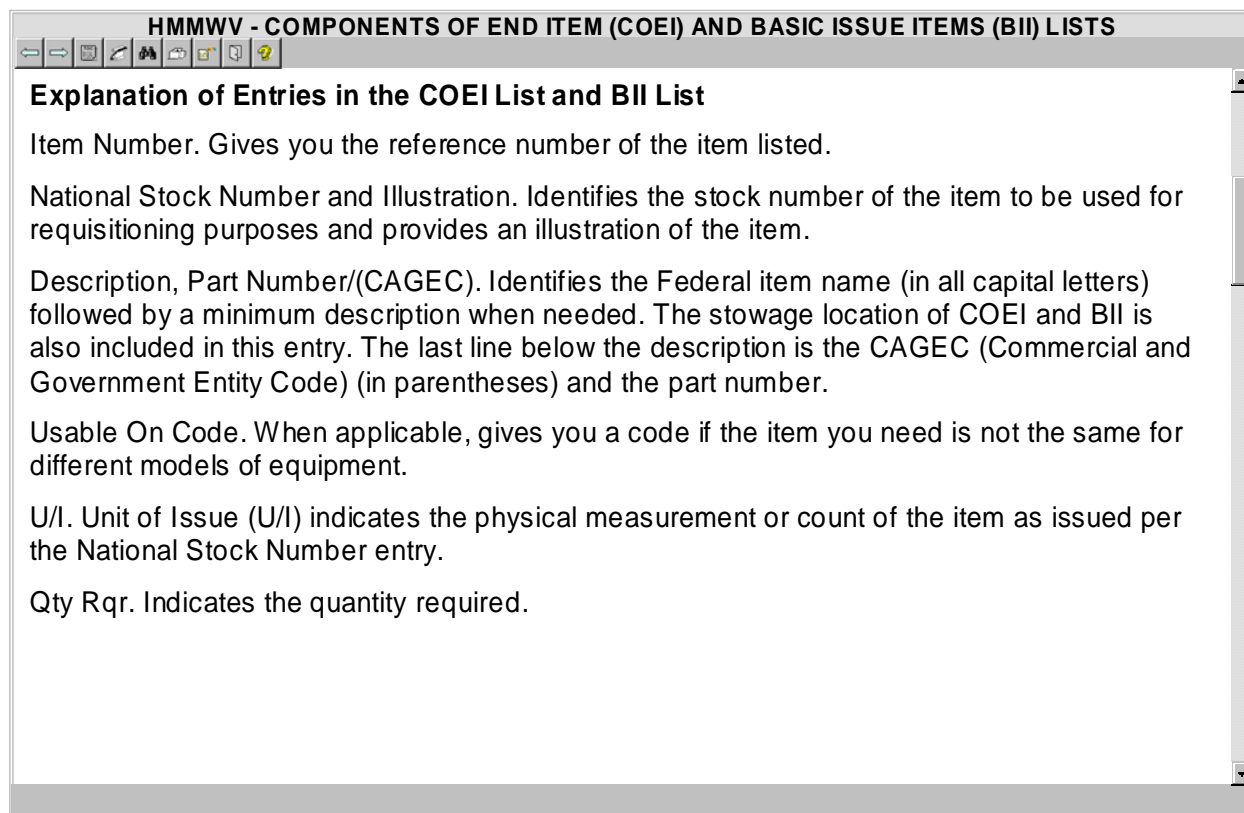 HMMWV - COMPONENTS OF END ITEM (COEI) AND BASIC ISSUE ITEMS (BII) LISTS
Explanation of Entries in the COEI List and BII List
Item Number. Gives you the reference number of the item listed.
National Stock Number and Illustration. Identifies the stock number of the item to be used for
requisitioning purposes and provides an illustration of the item.
Description, Part Number/(CAGEC). Identifies the Federal item name (in all capital letters)
followed by a minimum description when needed. The stowage location of COEI and BII is
also included in this entry. The last line below the description is the CAGEC (Commercial and
Government Entity Code) (in parentheses) and the part number.
Usable On Code. When applicable, gives you a code if the item you need is not the same for
different models of equipment.
U/I. Unit of Issue (U/I) indicates the physical measurement or count of the item as issued per
the National Stock Number entry.
Qty Rqr. Indicates the quantity required.